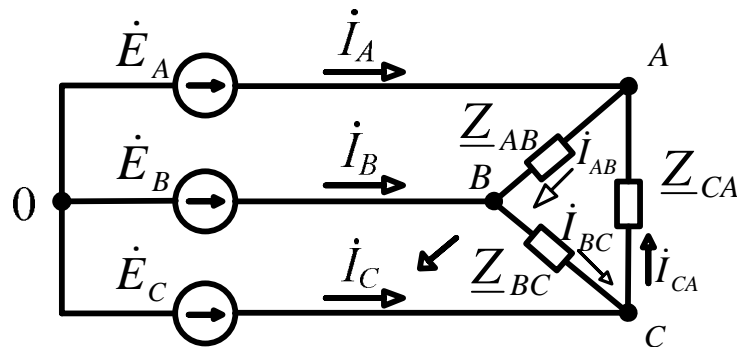 Ė_A İ_A A
Z_AB İ_AB
0 Ė_B İ_B B Z_CA
İ_BC
Ė_C İ_C Z_BC İ_CA
C